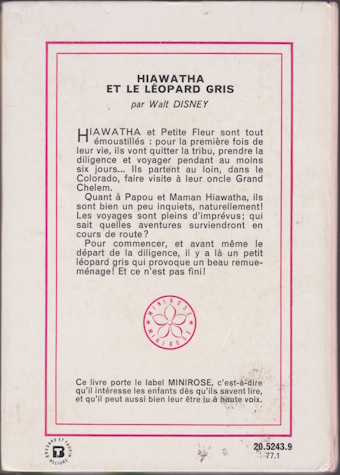 HIAWATHA
ET LE LÉOPARD GRIS
par Walt DISNEY
HIAWATHA et Petite Fleur sont tout
émoustillés : pour la première fois de
leur vie, ils vont quitter la tribu, prendre la
diligence et voyager pendant au moins
six jours... Ils partent au loin, dans le
Colorado, faire visite à leur oncle Grand
Chelem.
Quant à Papou et Maman Hiawatha, ils
sont bien un peu inquiets, naturellement!
Les voyages sont pleins d'imprévus; qui
sait quelles aventures surviendront en
cours de route?
Pour commencer, et avant même le
départ de la diligence, il y a là un petit
léopard gris qui provoque un beau remue-
ménage! Et ce n'est pas fini!
MINIROSE
MINIROSE
Ce livre porte le label MINIROSE, c'est-à-dire
qu'il intéresse les enfants dès qu'ils savent lire,
et qu'il peut aussi bien leur être lu à haute voix.
20.5243.9
77.1